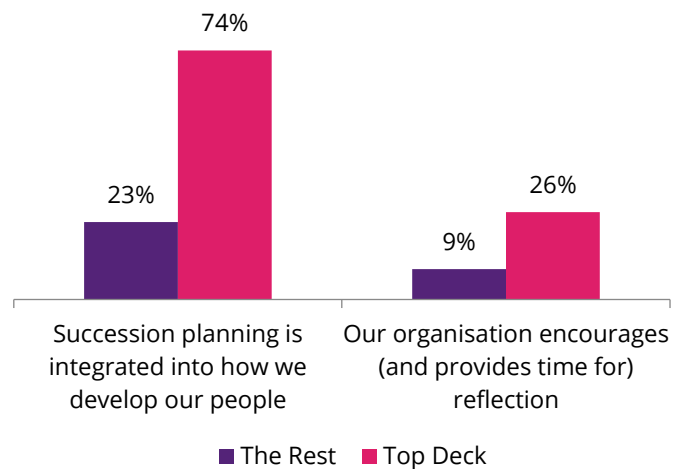 74%
23%
26%
9%
Succession planning is
integrated into how we
develop our people
Our organisation encourages
(and provides time for)
reflection
The Rest
Top Deck